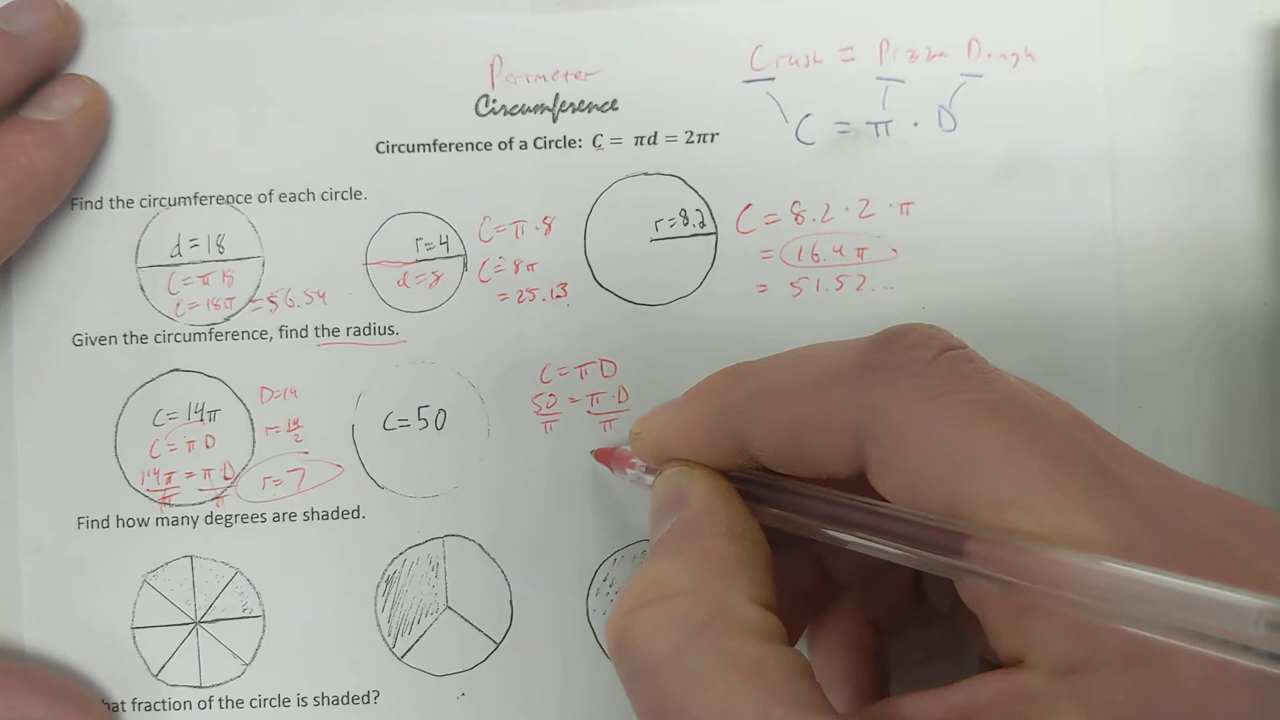 Perimeter
Circumference
Crush = Pizza Dough
C = π · D
Circumference of a Circle: C = πd = 2πr
Find the circumference of each circle.
d=18
C=π 18
C=18π =56.54
r=4
d=8
C=π·8
C=8π
=25.13
r=8.2
C=8.2·2·π
=16.4π
=51.52...
Given the circumference, find the radius.
C=14π
C=πD
14π=π·D
π π
D=14
r=14/2
r=7
C=50
C=πD
50=π·D
π π
Find how many degrees are shaded.
hat fraction of the circle is shaded?